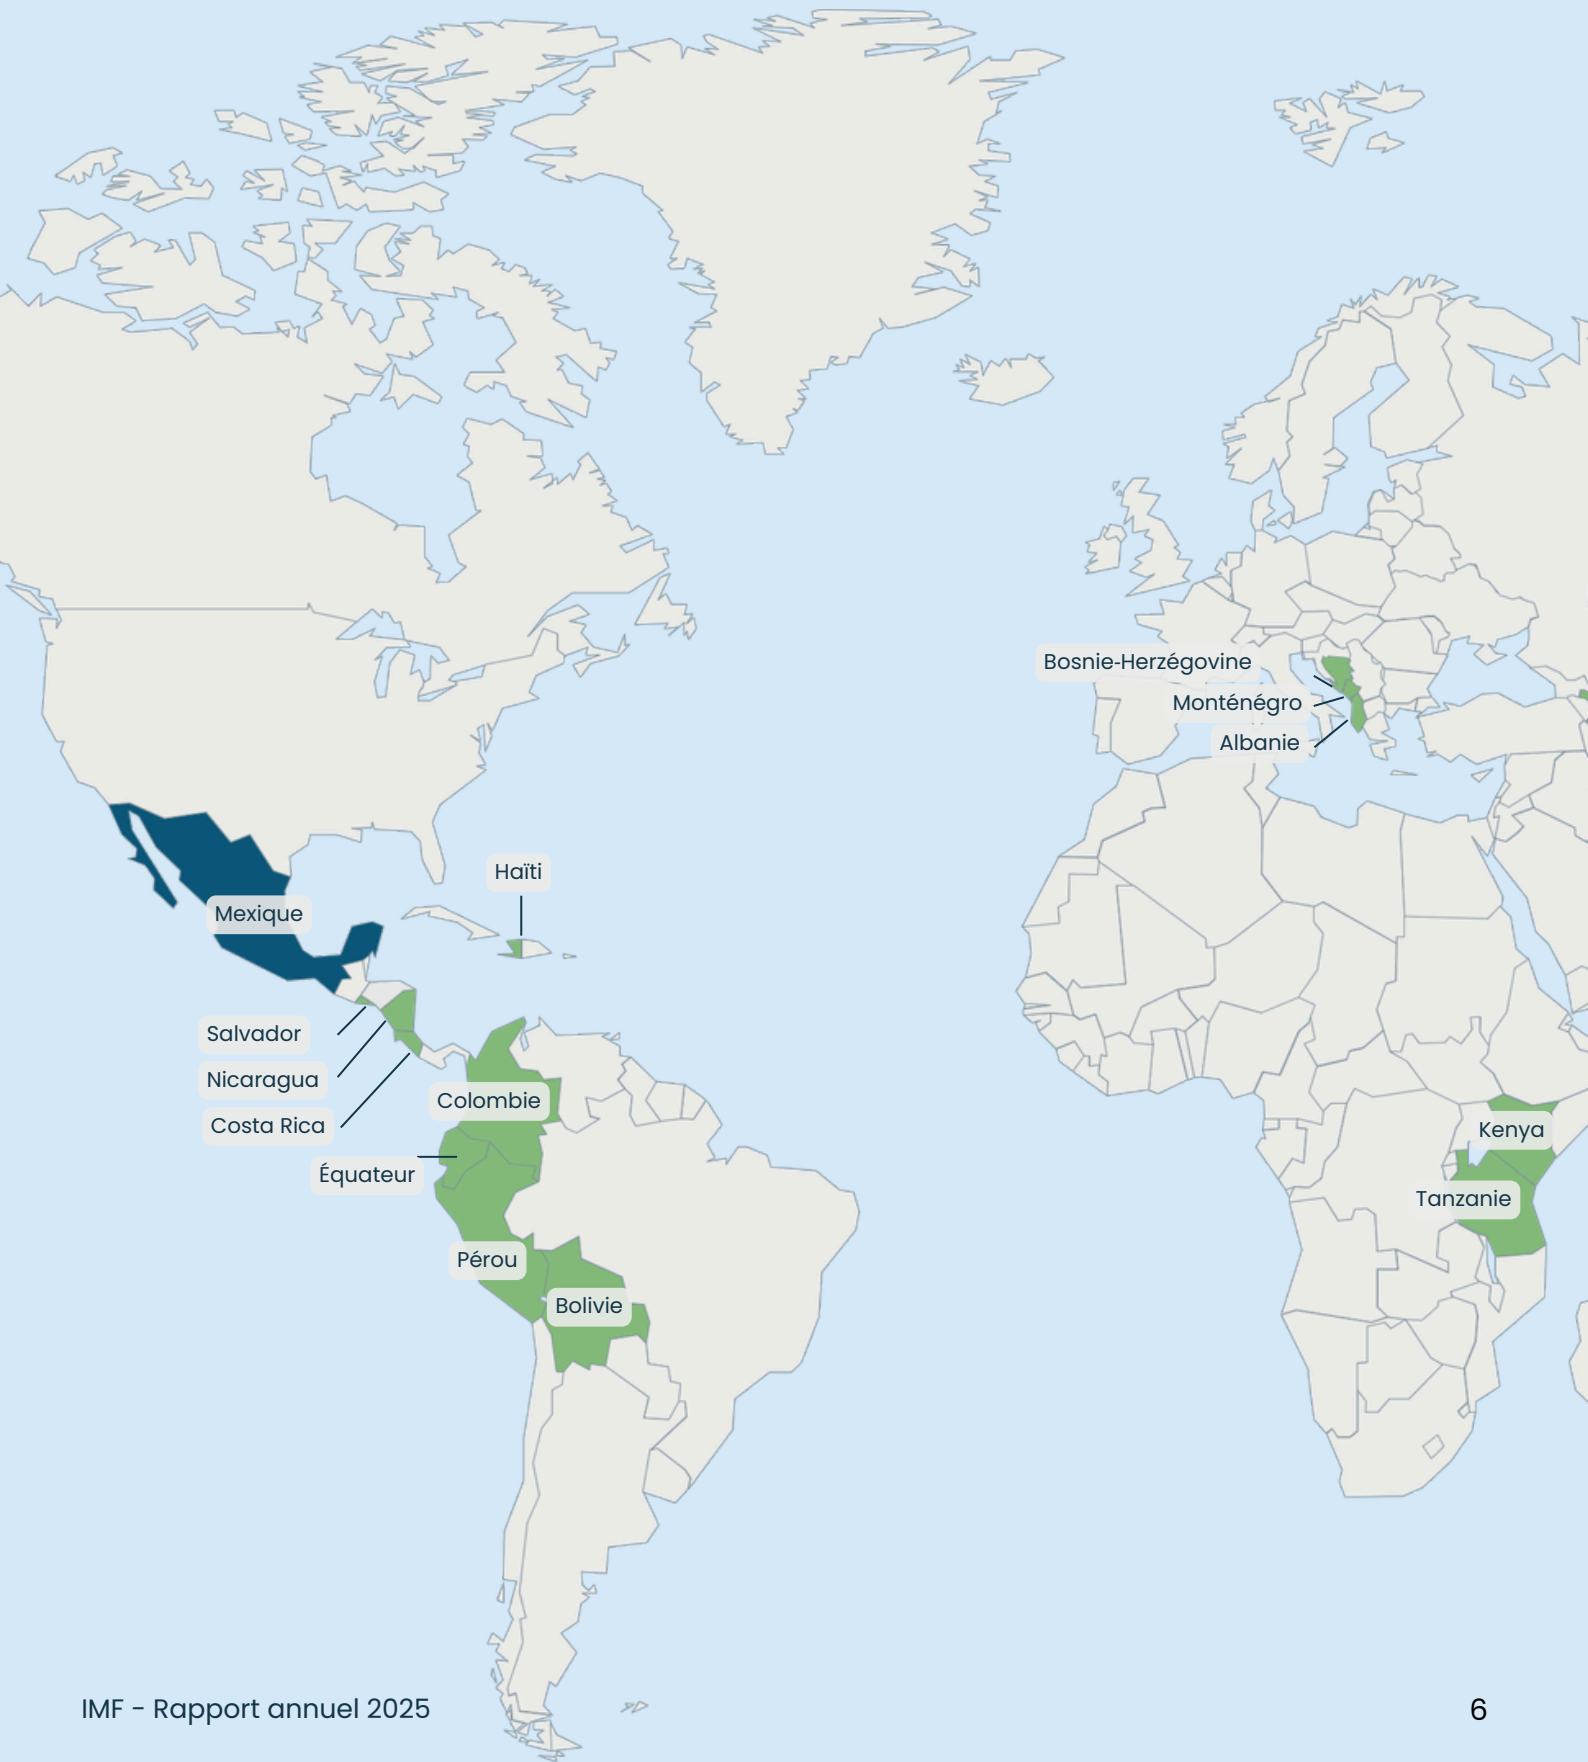 Bosnie-Herzégovine
Monténégro
Albanie
Haïti
Mexique
Salvador
Nicaragua
Costa Rica
Colombie
Équateur
Kenya
Tanzanie
Pérou
Bolivie
IMF - Rapport annuel 2025
6